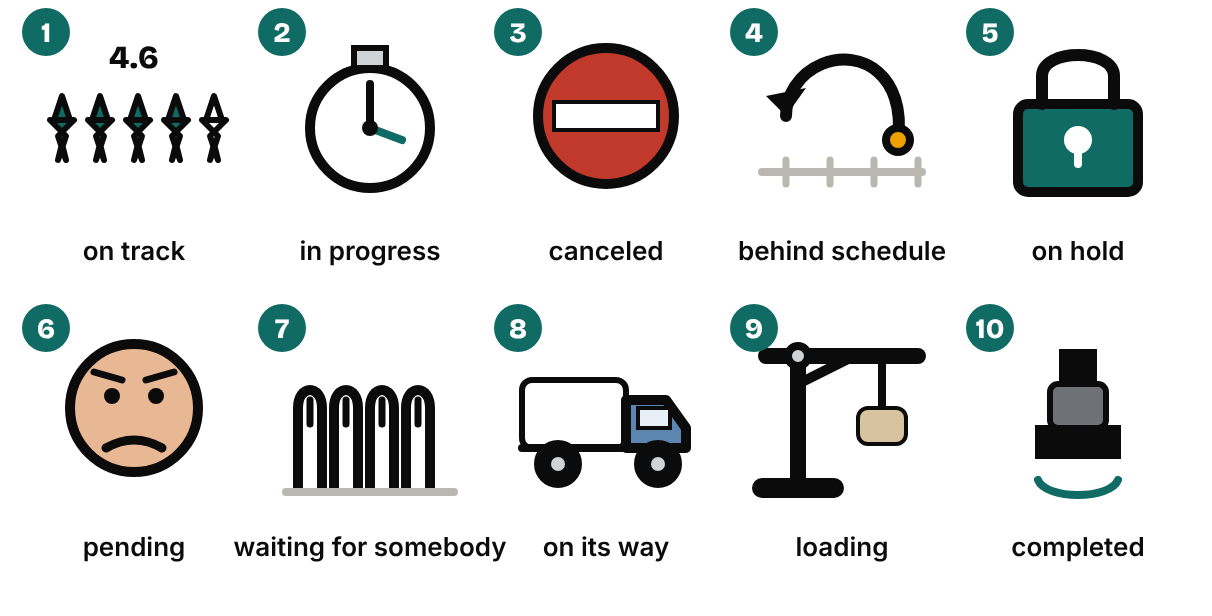 1
4.6
on track
2
in progress
3
canceled
4
behind schedule
5
on hold
6
pending
7
waiting for somebody
8
on its way
9
loading
10
completed